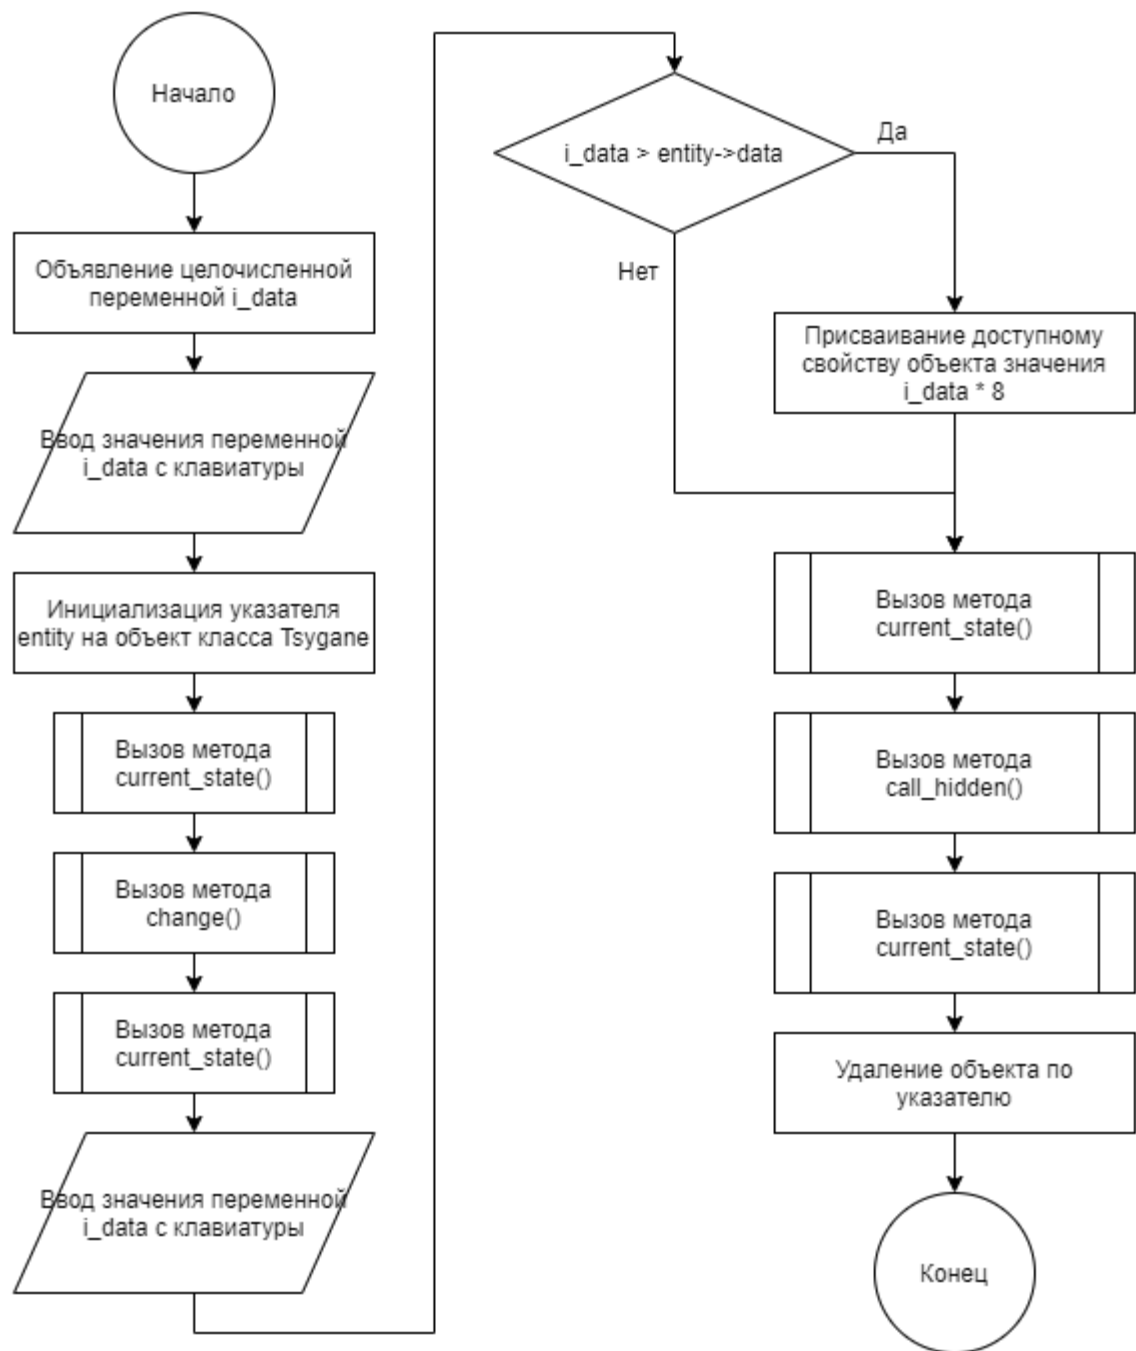 Начало
Объявление целочисленной
переменной i_data
Ввод значения переменной
i_data с клавиатуры
Инициализация указателя
entity на объект класса Tsygane
Вызов метода
current_state()
Вызов метода
change()
Вызов метода
current_state()
Ввод значения переменной
i_data с клавиатуры
i_data > entity->data
Да
Нет
Присваивание доступному
свойству объекта значения
i_data * 8
Вызов метода
current_state()
Вызов метода
call_hidden()
Вызов метода
current_state()
Удаление объекта по
указателю
Конец